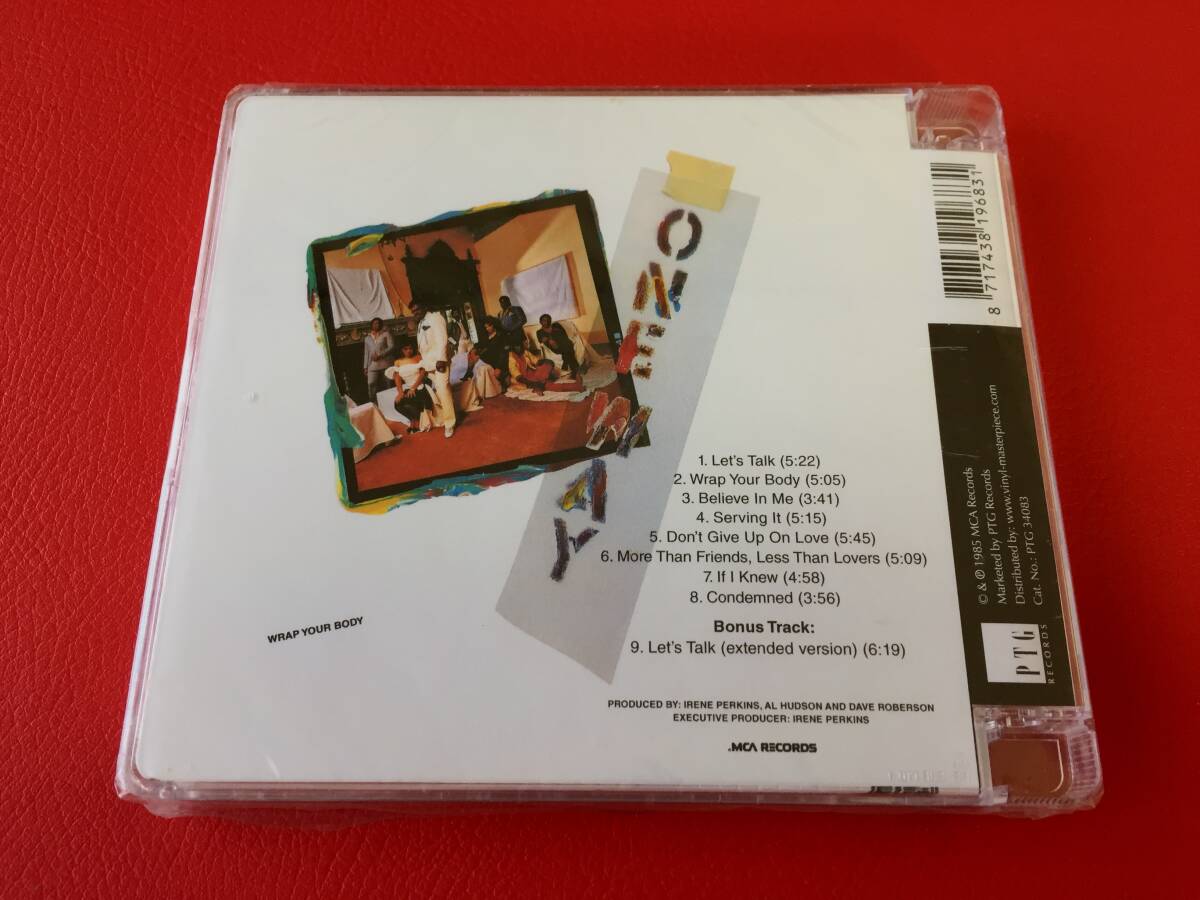 ONE WAY
1. Let's Talk (5:22)
2. Wrap Your Body (5:05)
3. Believe In Me (3:41)
4. Serving It (5:15)
5. Don't Give Up On Love (5:45)
6. More Than Friends, Less Than Lovers (5:09)
7. If I Knew (4:58)
8. Condemned (3:56)
Bonus Track:
9. Let's Talk (extended version) (6:19)
WRAP YOUR BODY
PRODUCED BY: IRENE PERKINS, AL HUDSON AND DAVE ROBERSON
EXECUTIVE PRODUCER: IRENE PERKINS
.MCA RECORDS
8 717438 196831
© & ℗ 1985 MCA Records
Marketed by PTG Records
Distributed by: www.vinyl-masterpiece.com
Cat. No.: PTG 34083
PTG
RECORDS